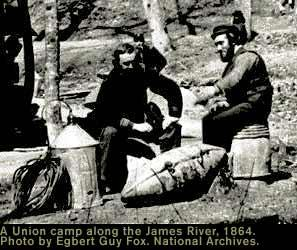 A Union camp along the James River, 1864.
Photo by Egbert Guy Fox. National Archives.